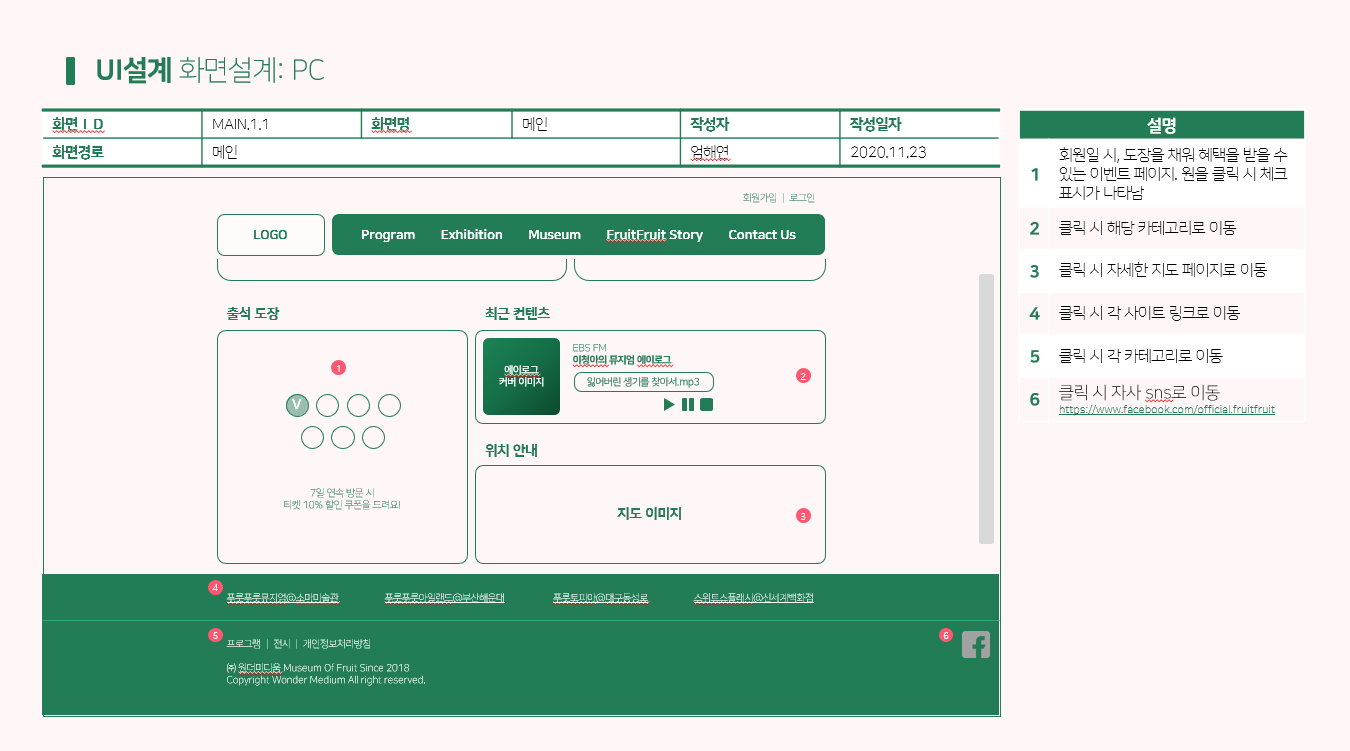 UI설계 화면설계: PC
화면 I D MAIN.1.1 화면명 메인 작성자 작성일자
화면경로 메인 엄해연 2020.11.23
회원가입 | 로그인
LOGO Program Exhibition Museum FruitFruit Story Contact Us
출석 도장
1
V
7일 연속 방문 시
티켓 10% 할인 쿠폰을 드려요!
최근 컨텐츠
에이로그
커버 이미지
EBS FM
이청아의 뮤지엄 에이로그
잃어버린 생기를 찾아서.mp3
2
위치 안내
지도 이미지
3
4
푸룻푸룻뮤지엄@소마미술관 푸룻푸룻아일랜드@부산해운대 푸룻토피아@대구동성로 스위트스플래시@신세계백화점
5
프로그램 | 전시 | 개인정보처리방침
㈜ 원더미디움 Museum Of Fruit Since 2018
Copyright Wonder Medium All right reserved.
6
설명
1 회원일 시, 도장을 채워 혜택을 받을 수
있는 이벤트 페이지. 원을 클릭 시 체크
표시가 나타남
2 클릭 시 해당 카테고리로 이동
3 클릭 시 자세한 지도 페이지로 이동
4 클릭 시 각 사이트 링크로 이동
5 클릭 시 각 카테고리로 이동
6 클릭 시 자사 sns로 이동
https://www.facebook.com/official.fruitfruit